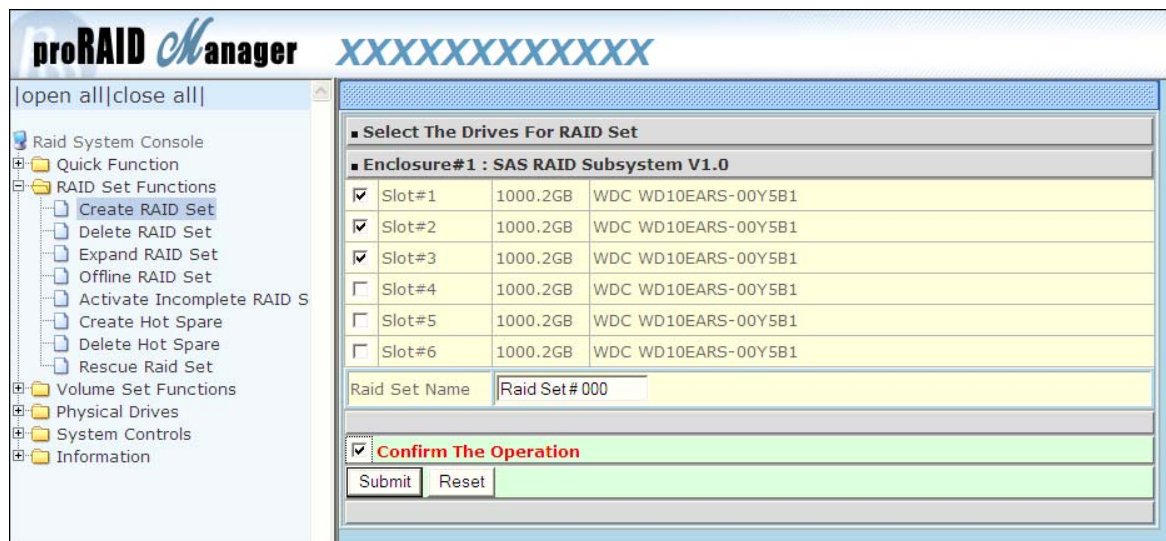 proRAID Manager XXXXXXXXXXXX
|open all|close all|
Raid System Console
Quick Function
RAID Set Functions
Create RAID Set
Delete RAID Set
Expand RAID Set
Offline RAID Set
Activate Incomplete RAID S
Create Hot Spare
Delete Hot Spare
Rescue Raid Set
Volume Set Functions
Physical Drives
System Controls
Information
Select The Drives For RAID Set
Enclosure#1 : SAS RAID Subsystem V1.0
Slot#1 1000.2GB WDC WD10EARS-00Y5B1
Slot#2 1000.2GB WDC WD10EARS-00Y5B1
Slot#3 1000.2GB WDC WD10EARS-00Y5B1
Slot#4 1000.2GB WDC WD10EARS-00Y5B1
Slot#5 1000.2GB WDC WD10EARS-00Y5B1
Slot#6 1000.2GB WDC WD10EARS-00Y5B1
Raid Set Name Raid Set # 000
Confirm The Operation
Submit Reset